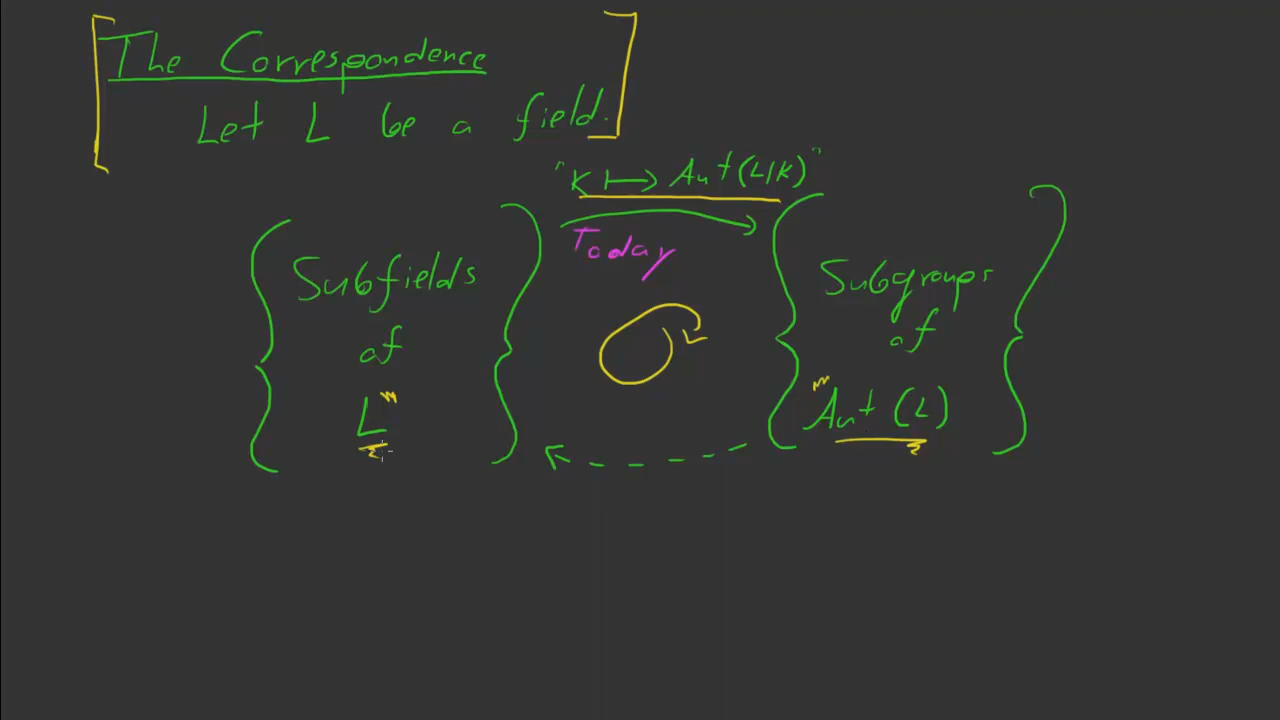 The Correspondence
Let L be a field.
"K ↦ Aut(L/K)"
Today
{ Subfields
of
L }
{ Subgroups
of
Aut (L) }